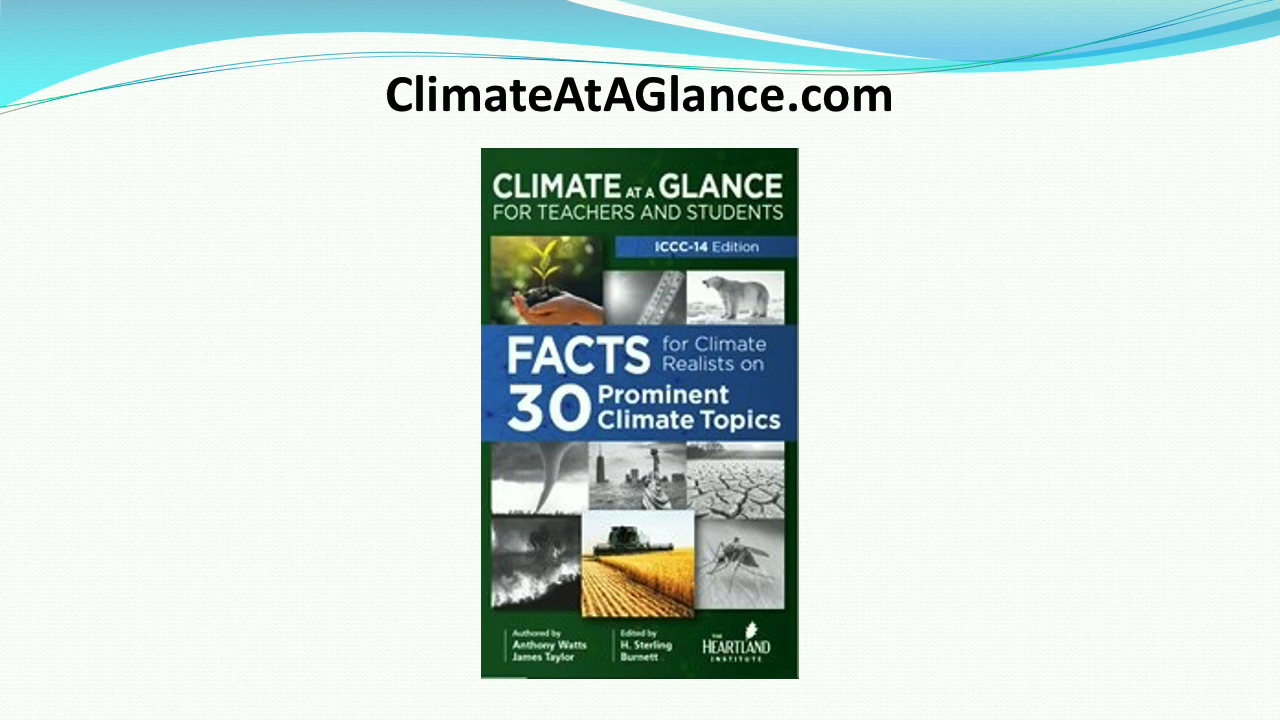 ClimateAtAGlance.com
CLIMATE AT A GLANCE
FOR TEACHERS AND STUDENTS
ICCC-14 Edition
FACTS for Climate
Realists on
30 Prominent
Climate Topics
Authored by
Anthony Watts
James Taylor
Edited by
H. Sterling
Burnett
THE
HEARTLAND
INSTITUTE